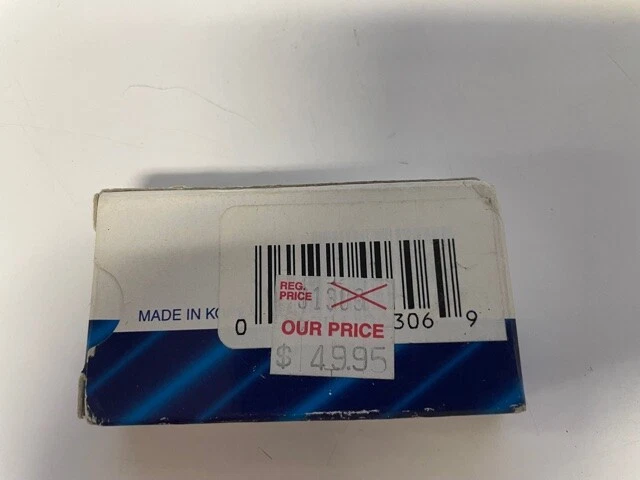 REG.
PRICE
MADE IN KO
0 306 9
OUR PRICE
$ 49.95